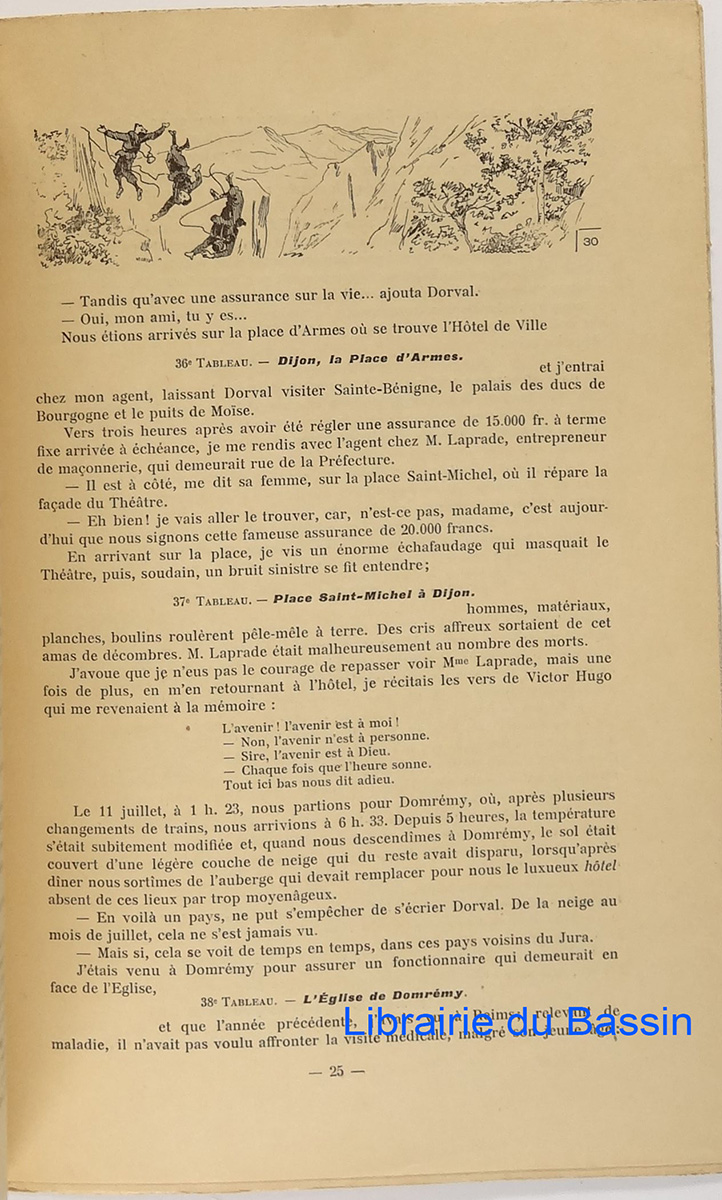 30
— Tandis qu'avec une assurance sur la vie... ajouta Dorval.
— Oui, mon ami, tu y es...
Nous étions arrivés sur la place d'Armes où se trouve l'Hôtel de Ville
36e TABLEAU. — Dijon, la Place d'Armes.
et j'entrai
chez mon agent, laissant Dorval visiter Sainte-Bénigne, le palais des ducs de
Bourgogne et le puits de Moïse.
Vers trois heures après avoir été régler une assurance de 15.000 fr. à terme
fixe arrivée à échéance, je me rendis avec l'agent chez M. Laprade, entrepreneur
de maçonnerie, qui demeurait rue de la Préfecture.
— Il est à côté, me dit sa femme, sur la place Saint-Michel, où il répare la
façade du Théâtre.
— Eh bien! je vais aller le trouver, car, n'est-ce pas, madame, c'est aujour-
d'hui que nous signons cette fameuse assurance de 20.000 francs.
En arrivant sur la place, je vis un énorme échafaudage qui masquait le
Théâtre, puis, soudain, un bruit sinistre se fit entendre;
37e TABLEAU. — Place Saint-Michel à Dijon.
hommes, matériaux,
planches, boulins roulèrent pêle-mêle à terre. Des cris affreux sortaient de cet
amas de décombres. M. Laprade était malheureusement au nombre des morts.
J'avoue que je n'eus pas le courage de repasser voir Mme Laprade, mais une
fois de plus, en m'en retournant à l'hôtel, je récitais les vers de Victor Hugo
qui me revenaient à la mémoire :
L'avenir! l'avenir est à moi!
— Non, l'avenir n'est à personne.
— Sire, l'avenir est à Dieu.
— Chaque fois que l'heure sonne.
Tout ici bas nous dit adieu.
Le 11 juillet, à 1 h. 23, nous partions pour Domrémy, où, après plusieurs
changements de trains, nous arrivions à 6 h. 33. Depuis 5 heures, la température
s'était subitement modifiée et, quand nous descendîmes à Domrémy, le sol était
couvert d'une légère couche de neige qui du reste avait disparu, lorsqu'après
dîner nous sortîmes de l'auberge qui devait remplacer pour nous le luxueux hôtel
absent de ces lieux par trop moyenâgeux.
— En voilà un pays, ne put s'empêcher de s'écrier Dorval. De la neige au
mois de juillet, cela ne s'est jamais vu.
— Mais si, cela se voit de temps en temps, dans ces pays voisins du Jura.
J'étais venu à Domrémy pour assurer un fonctionnaire qui demeurait en
face de l'Eglise,
38e TABLEAU. — L'Église de Domrémy.
et que l'année précédente, à Reims, relevant de
maladie, il n'avait pas voulu affronter la visite médicale, malgré son jeune âge;
Librairie du Bassin
— 25 —